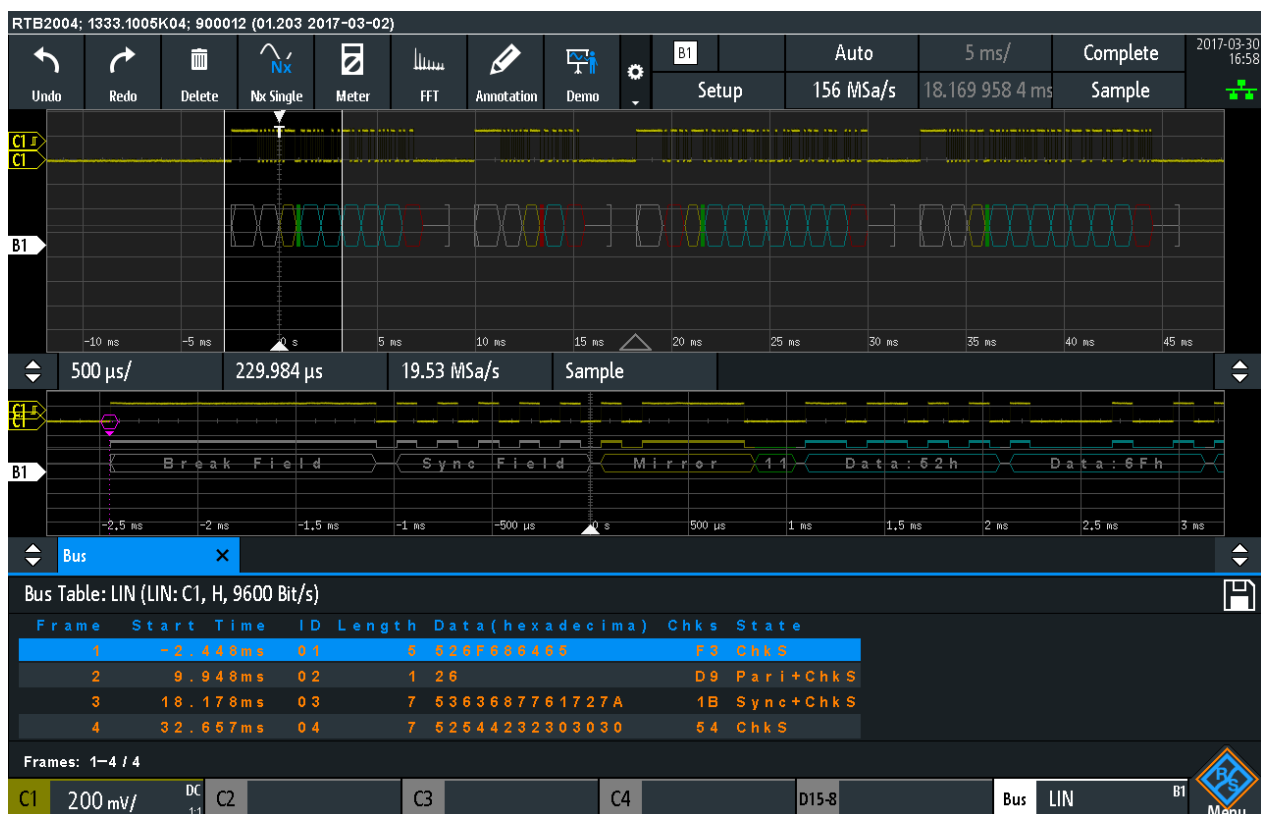 RTB2004; 1333.1005K04; 900012 (01.203 2017-03-02)
Undo Redo Delete Nx Single Meter FFT Annotation Demo
Nx
B1 Auto 5 ms/ Complete
Setup 156 MSa/s 18.169 958 4 ms Sample
2017-03-30
16:58
T
C1
C1
B1
-10 ms -5 ms 0 s 5 ms 10 ms 15 ms 20 ms 25 ms 30 ms 35 ms 40 ms 45 ms
500 µs/ 229.984 µs 19.53 MSa/s Sample
C1
B1
Break Field Sync Field Mirror 11 Data:52h Data:6Fh
-2.5 ms -2 ms -1.5 ms -1 ms -500 µs 0 s 500 µs 1 ms 1.5 ms 2 ms 2.5 ms 3 ms
Bus ×
Bus Table: LIN (LIN: C1, H, 9600 Bit/s)
Frame Start Time ID Length Data(hexadecima) Chks State
1 -2.448ms 01 5 526F686465 F3 ChkS
2 9.948ms 02 1 26 D9 Pari+ChkS
3 18.178ms 03 7 5363687761727A 1B Sync+ChkS
4 32.657ms 04 7 52544232303030 54 ChkS
Frames: 1-4 / 4
C1 200 mV/ DC 1:1 C2 C3 C4 D15-8 Bus LIN B1
R&S
Menu